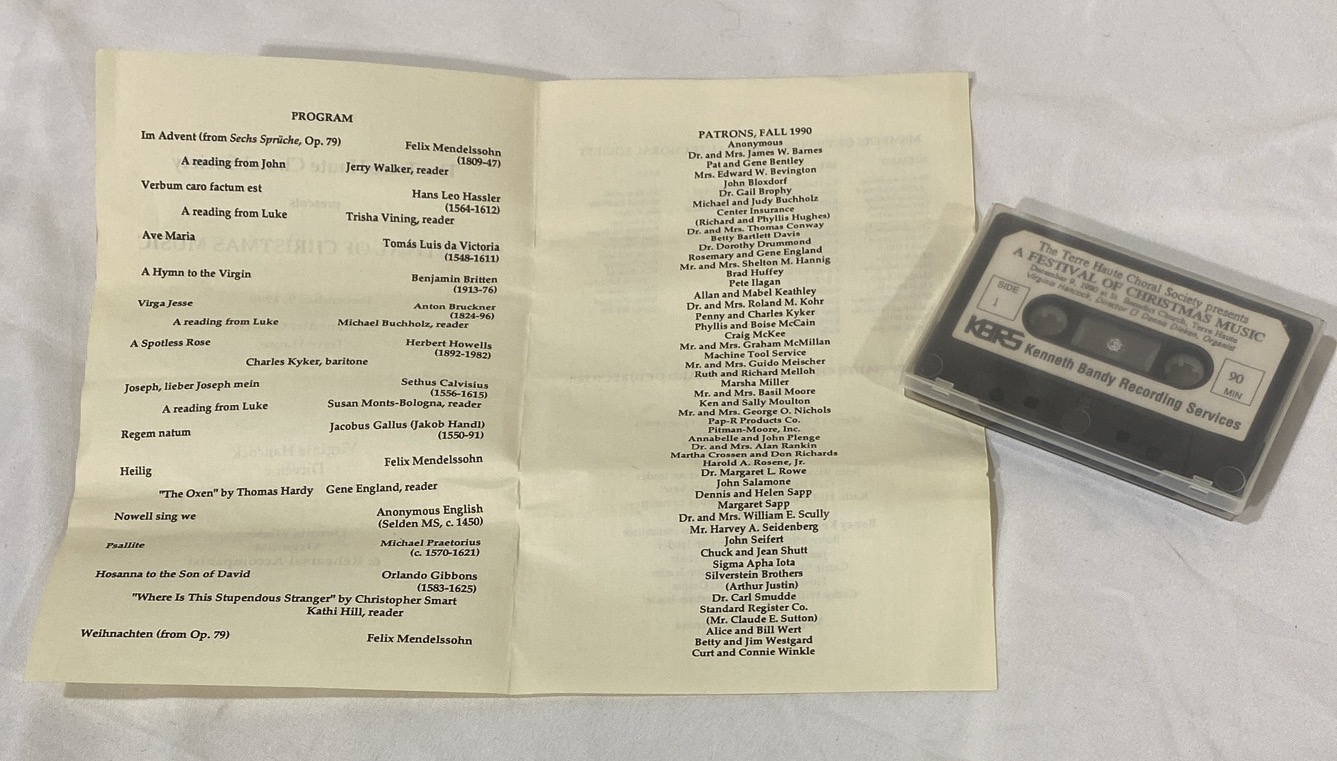 PROGRAM
Im Advent (from Sechs Sprüche, Op. 79) Felix Mendelssohn
(1809-47)
A reading from John Jerry Walker, reader
Verbum caro factum est Hans Leo Hassler
(1564-1612)
A reading from Luke Trisha Vining, reader
Ave Maria Tomás Luis da Victoria
(1548-1611)
A Hymn to the Virgin Benjamin Britten
(1913-76)
Virga Jesse Anton Bruckner
(1824-96)
A reading from Luke Michael Buchholz, reader
A Spotless Rose Herbert Howells
(1892-1982)
Charles Kyker, baritone
Joseph, lieber Joseph mein Sethus Calvisius
(1556-1615)
A reading from Luke Susan Monts-Bologna, reader
Regem natum Jacobus Gallus (Jakob Handl)
(1550-91)
Heilig Felix Mendelssohn
"The Oxen" by Thomas Hardy Gene England, reader
Nowell sing we Anonymous English
(Selden MS, c. 1450)
Psallite Michael Praetorius
(c. 1570-1621)
Hosanna to the Son of David Orlando Gibbons
(1583-1625)
"Where Is This Stupendous Stranger" by Christopher Smart
Kathi Hill, reader
Weihnachten (from Op. 79) Felix Mendelssohn
PATRONS, FALL 1990
Anonymous
Dr. and Mrs. James W. Barnes
Pat and Gene Bentley
Mrs. Edward W. Bevington
John Bloxdorf
Dr. Gail Brophy
Michael and Judy Buchholz
Center Insurance
(Richard and Phyllis Hughes)
Dr. and Mrs. Thomas Conway
Betty Bartlett Davis
Dr. Dorothy Drummond
Rosemary and Gene England
Mr. and Mrs. Shelton M. Hannig
Brad Huffey
Pete Ilagan
Allan and Mabel Keathley
Dr. and Mrs. Roland M. Kohr
Penny and Charles Kyker
Phyllis and Boise McCain
Craig McKee
Mr. and Mrs. Graham McMillan
Machine Tool Service
Mr. and Mrs. Guido Meischer
Ruth and Richard Melloh
Marsha Miller
Mr. and Mrs. Basil Moore
Ken and Sally Moulton
Mr. and Mrs. George O. Nichols
Pap-R Products Co.
Pitman-Moore, Inc.
Annabelle and John Plenge
Dr. and Mrs. Alan Rankin
Martha Crossen and Don Richards
Harold A. Rosene, Jr.
Dr. Margaret L. Rowe
John Salamone
Dennis and Helen Sapp
Margaret Sapp
Dr. and Mrs. William E. Scully
Mr. Harvey A. Seidenberg
John Seifert
Chuck and Jean Shutt
Sigma Apha Iota
Silverstein Brothers
(Arthur Justin)
Dr. Carl Smudde
Standard Register Co.
(Mr. Claude E. Sutton)
Alice and Bill Wert
Betty and Jim Westgard
Curt and Connie Winkle
The Terre Haute Choral Society presents
A FESTIVAL OF CHRISTMAS MUSIC
December 9, 1990 at St. Benedict Church, Terre Haute
Virginia Hancock, Director Organist
SIDE
1
90
MIN
KBRS Kenneth Bandy Recording Services